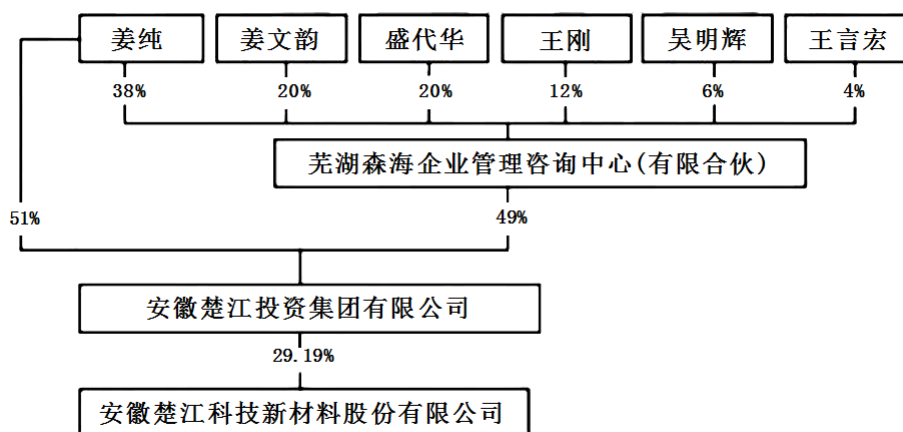 姜纯 姜文韵 盛代华 王刚 吴明辉 王言宏
38% 20% 20% 12% 6% 4%
芜湖森海企业管理咨询中心(有限合伙)
51% 49%
安徽楚江投资集团有限公司
29.19%
安徽楚江科技新材料股份有限公司